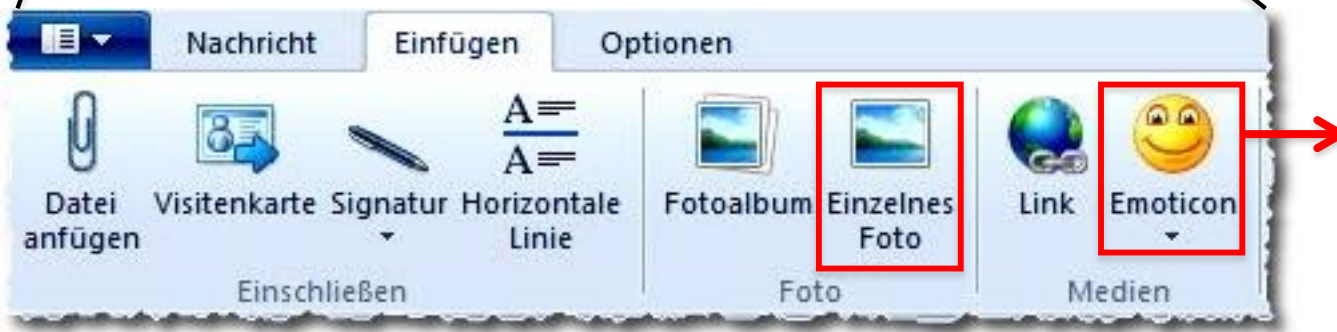 Nachricht Einfügen Optionen
Datei anfügen
Visitenkarte
Signatur
Horizontale Linie
Fotoalbum
Einzelnes Foto
Link
Emoticon
Einschließen Foto Medien